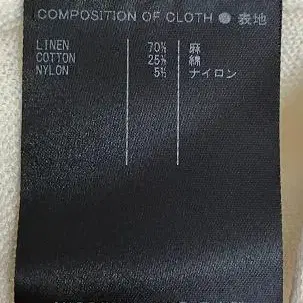 COMPOSITION OF CLOTH ● 表地
LINEN 70% 麻
COTTON 25% 綿
NYLON 5% ナイロン